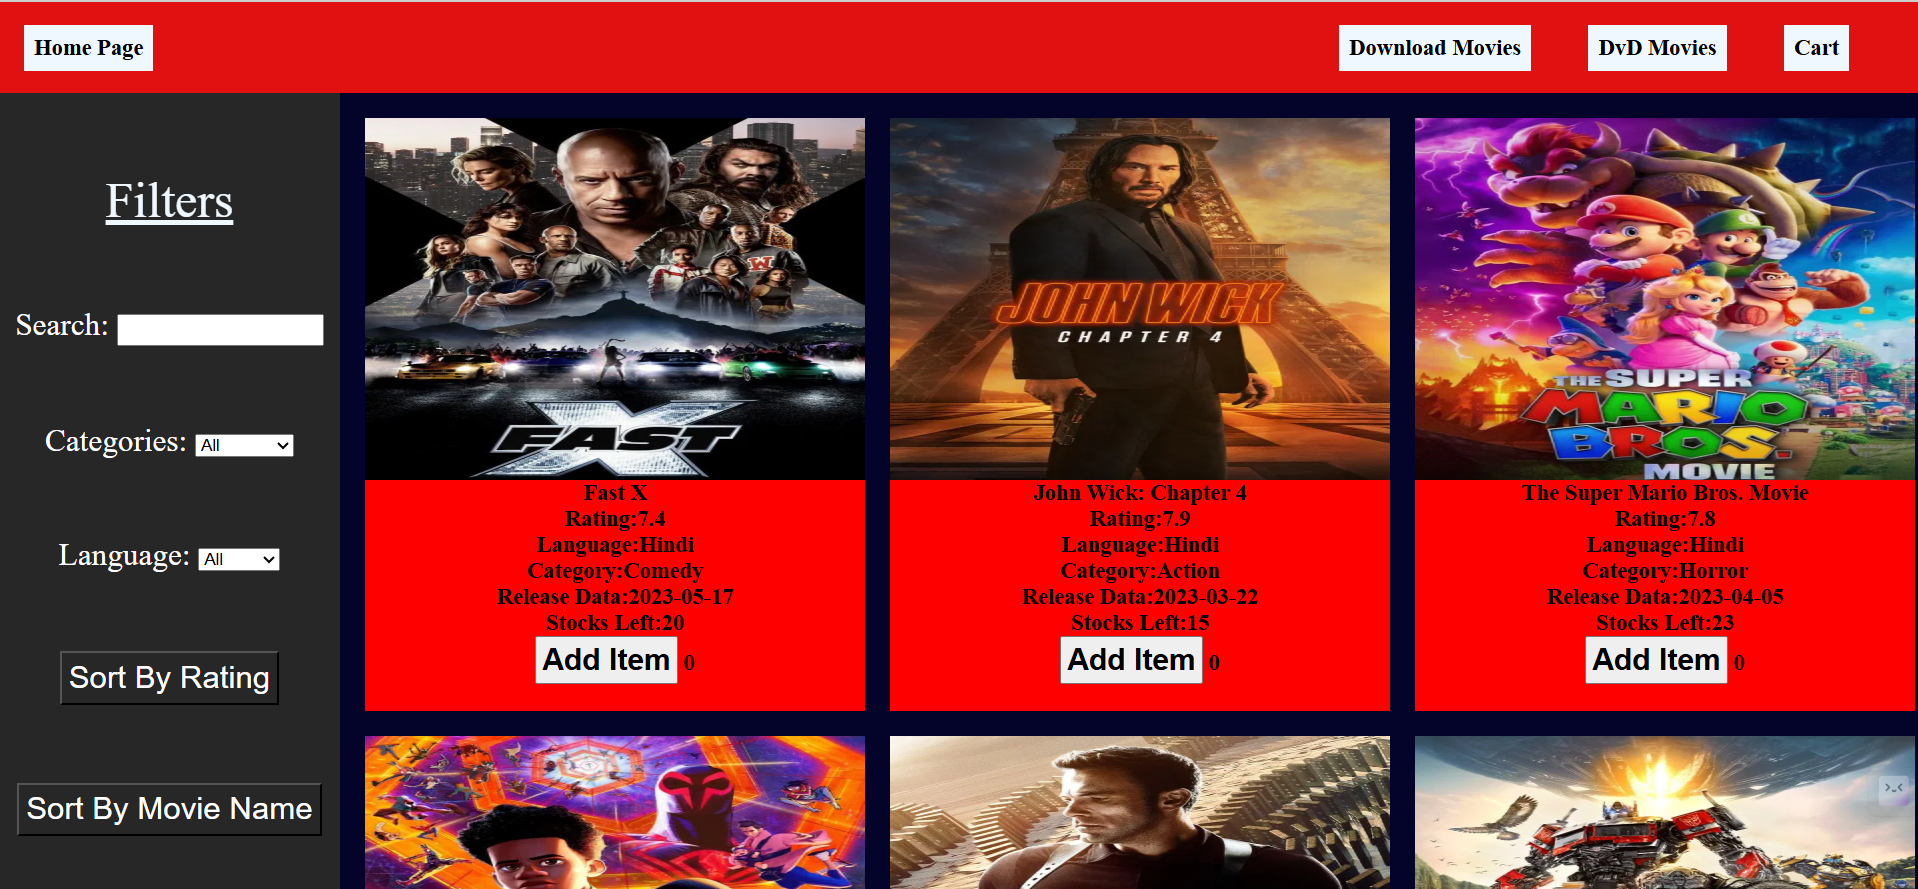 Home Page
Download Movies
DvD Movies
Cart
Filters
Search:
Categories: All
Language: All
Sort By Rating
Sort By Movie Name
FAST X
Fast X
Rating:7.4
Language:Hindi
Category:Comedy
Release Data:2023-05-17
Stocks Left:20
Add Item 0
JOHN WICK
CHAPTER 4
John Wick: Chapter 4
Rating:7.9
Language:Hindi
Category:Action
Release Data:2023-03-22
Stocks Left:15
Add Item 0
THE SUPER
MARIO
BROS.
MOVIE
The Super Mario Bros. Movie
Rating:7.8
Language:Hindi
Category:Horror
Release Data:2023-04-05
Stocks Left:23
Add Item 0